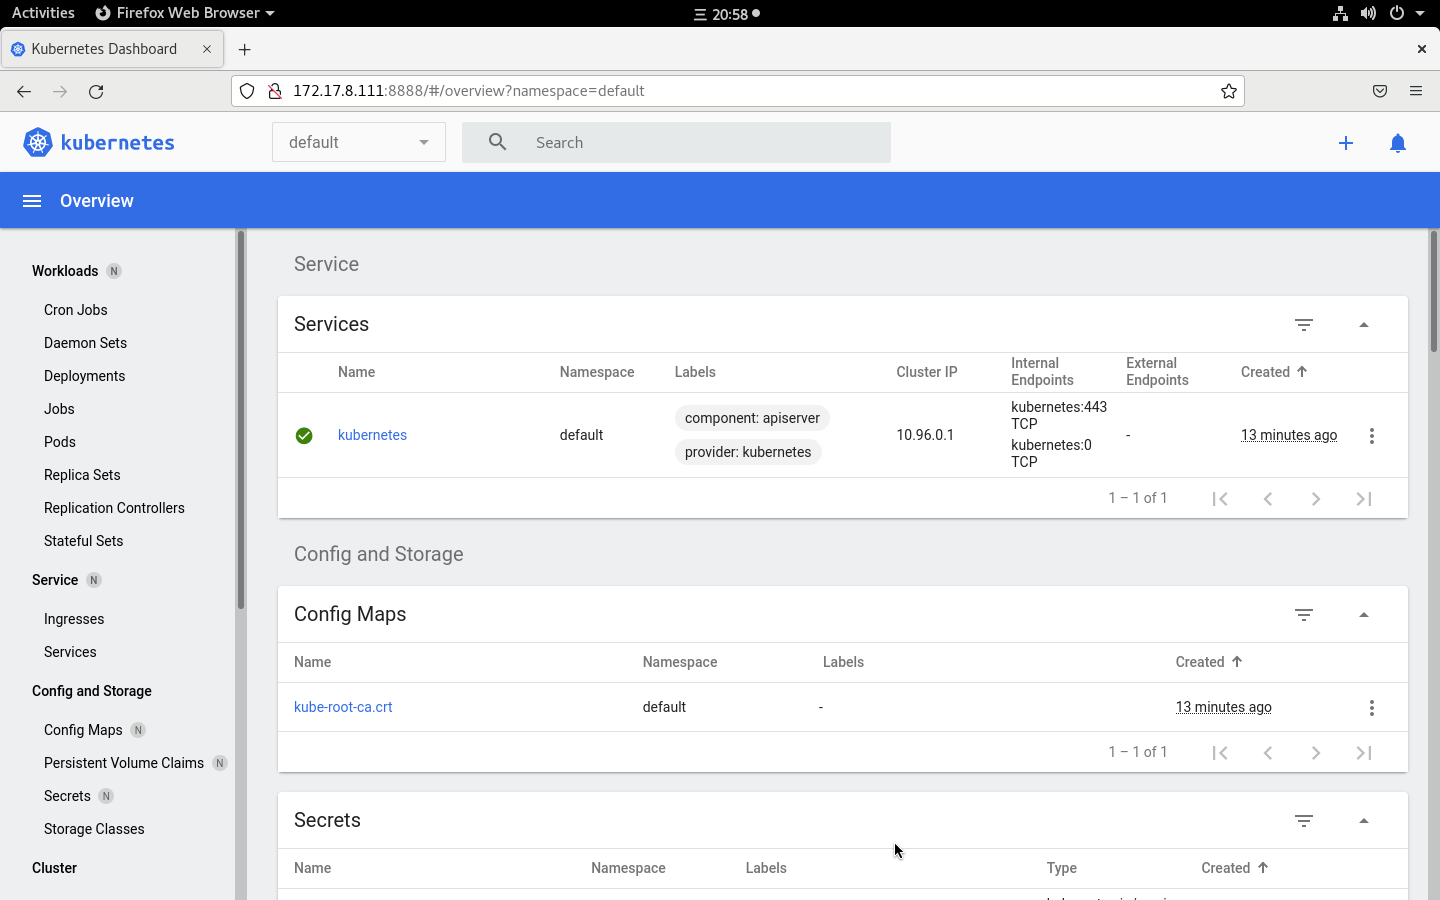 Activities Firefox Web Browser 20:58
Kubernetes Dashboard
172.17.8.111:8888/#/overview?namespace=default
kubernetes default Search
Overview
Workloads N
Cron Jobs
Daemon Sets
Deployments
Jobs
Pods
Replica Sets
Replication Controllers
Stateful Sets
Service N
Ingresses
Services
Config and Storage
Config Maps N
Persistent Volume Claims N
Secrets N
Storage Classes
Cluster
Service
Services
Name Namespace Labels Cluster IP Internal Endpoints External Endpoints Created
kubernetes default component: apiserver provider: kubernetes 10.96.0.1 kubernetes:443 TCP kubernetes:0 TCP - 13 minutes ago
1 – 1 of 1
Config and Storage
Config Maps
Name Namespace Labels Created
kube-root-ca.crt default - 13 minutes ago
1 – 1 of 1
Secrets
Name Namespace Labels Type Created